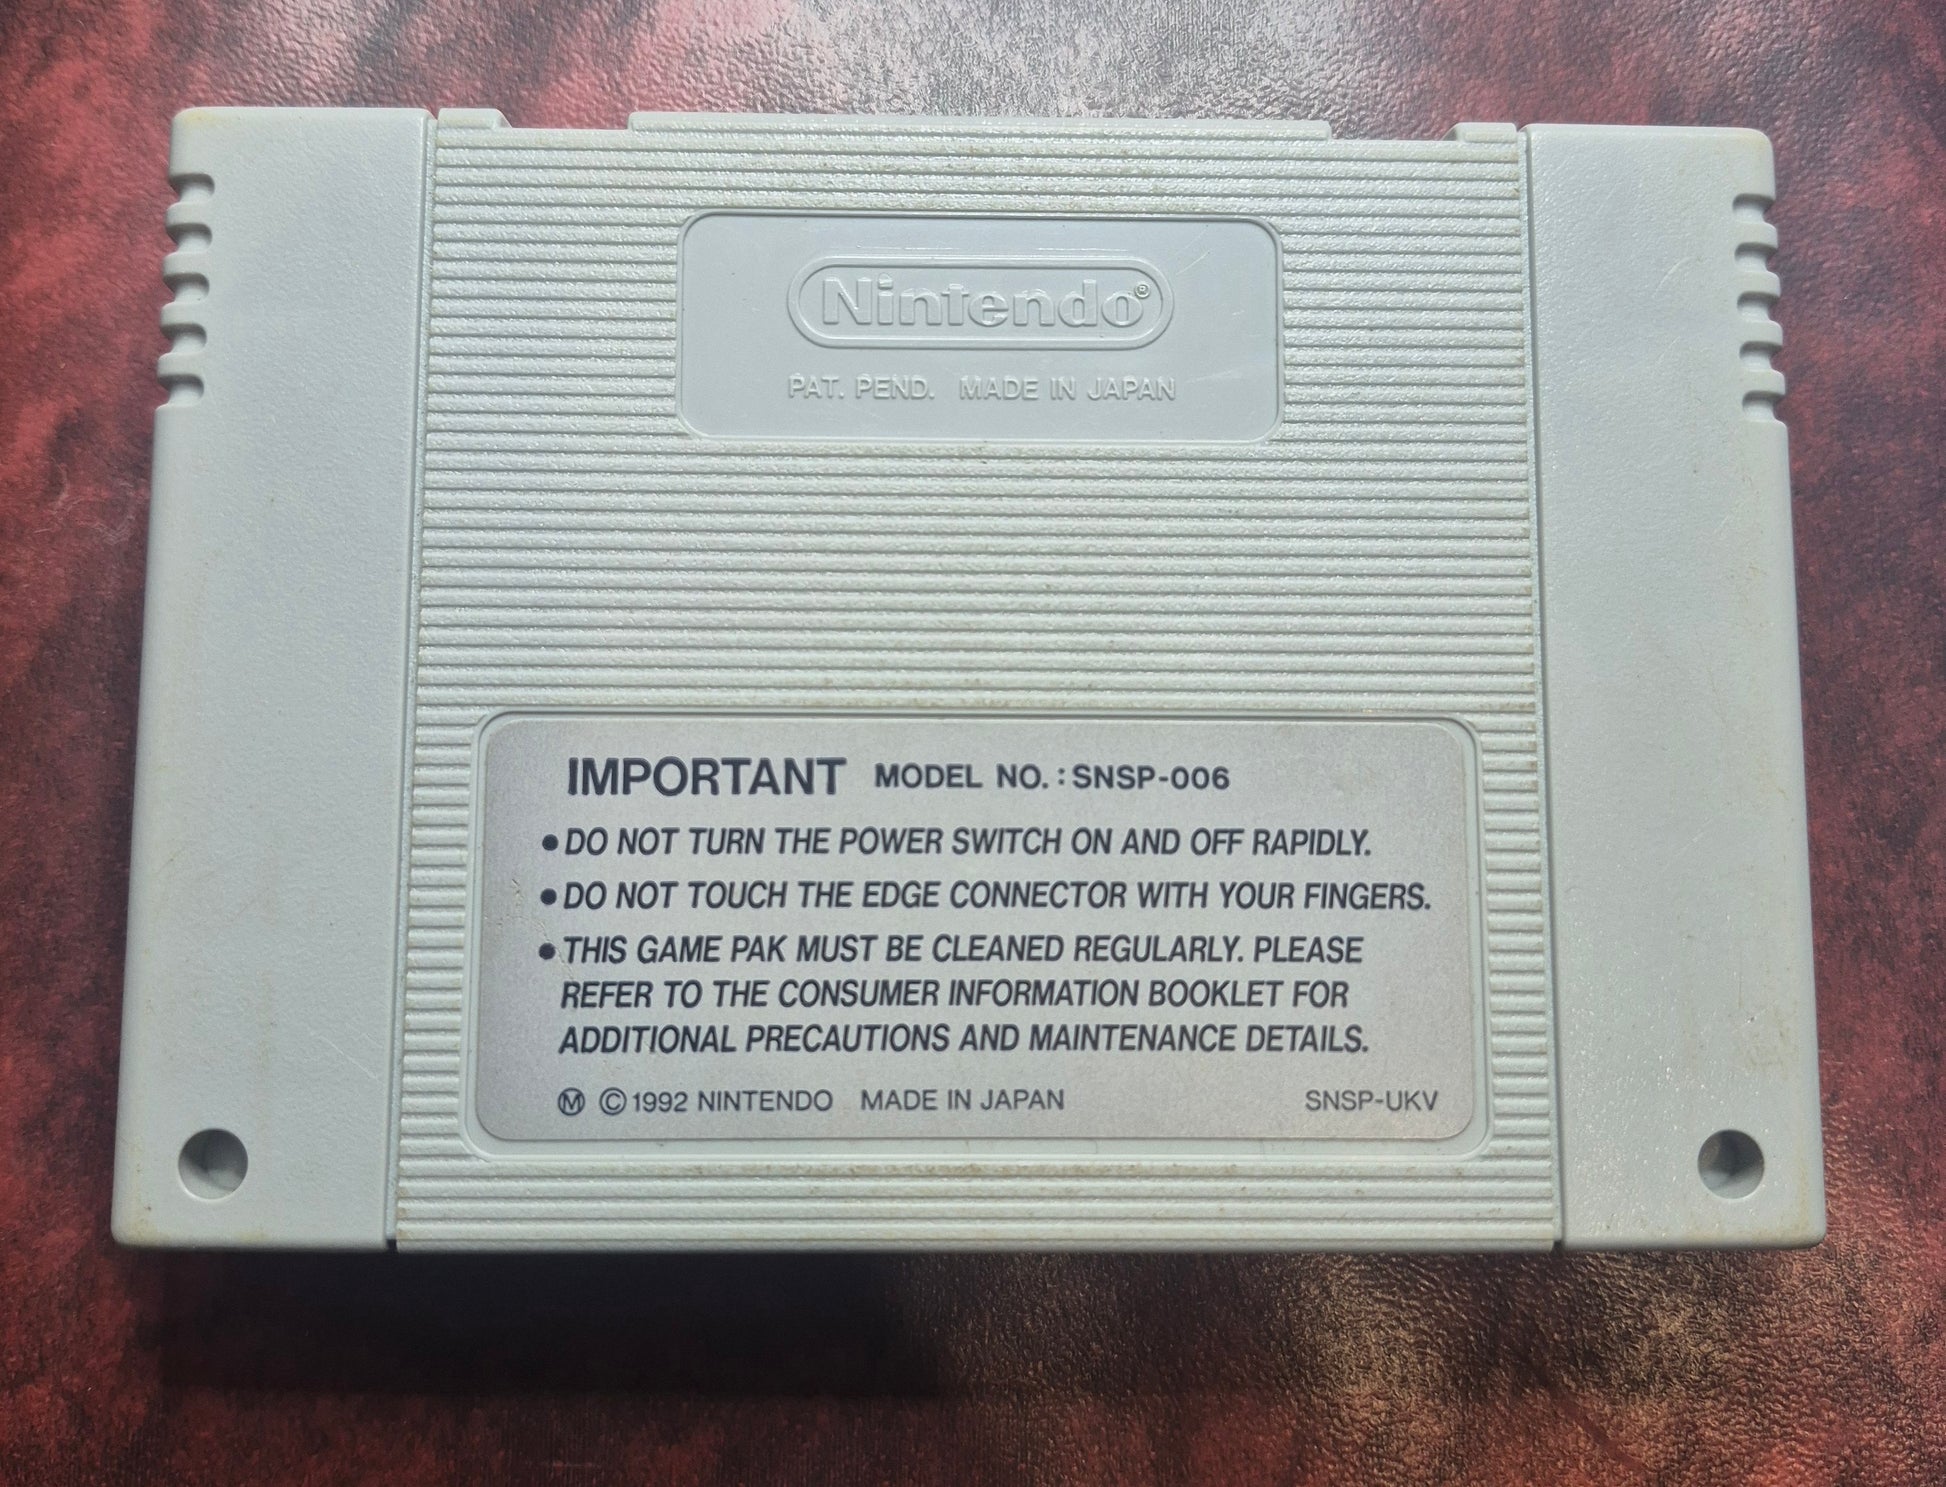 Nintendo®
PAT. PEND. MADE IN JAPAN
IMPORTANT MODEL NO.:SNSP-006
●DO NOT TURN THE POWER SWITCH ON AND OFF RAPIDLY.
●DO NOT TOUCH THE EDGE CONNECTOR WITH YOUR FINGERS.
●THIS GAME PAK MUST BE CLEANED REGULARLY. PLEASE
REFER TO THE CONSUMER INFORMATION BOOKLET FOR
ADDITIONAL PRECAUTIONS AND MAINTENANCE DETAILS.
Ⓜ ©1992 NINTENDO MADE IN JAPAN SNSP-UKV